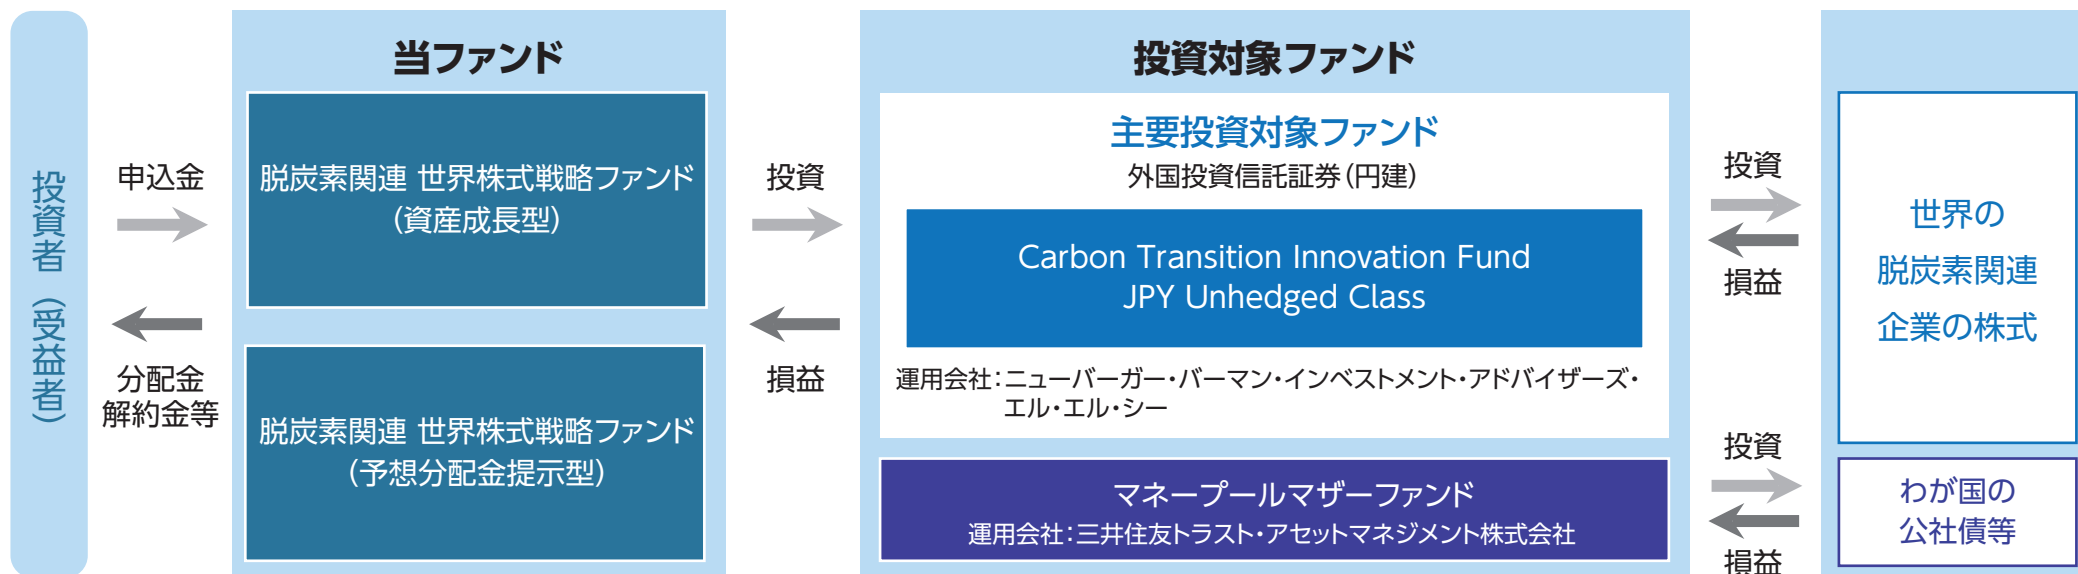 投資者（受益者）
申込金
分配金
解約金等
当ファンド
脱炭素関連 世界株式戦略ファンド
（資産成長型）
脱炭素関連 世界株式戦略ファンド
（予想分配金提示型）
投資
損益
投資対象ファンド
主要投資対象ファンド
外国投資信託証券（円建）
Carbon Transition Innovation Fund
JPY Unhedged Class
運用会社：ニューバーガー・バーマン・インベストメント・アドバイザーズ・
エル・エル・シー
マネープールマザーファンド
運用会社：三井住友トラスト・アセットマネジメント株式会社
投資
損益
投資
損益
世界の
脱炭素関連
企業の株式
わが国の
公社債等